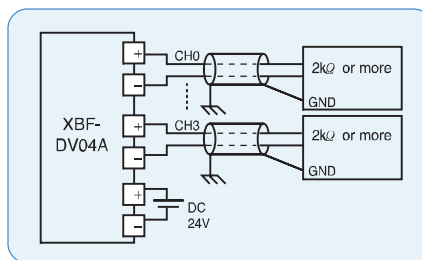 XBF-
DV04A
+
−
+
−
+
−
CH0
CH3
DC
24V
2kΩ or more
GND
2kΩ or more
GND